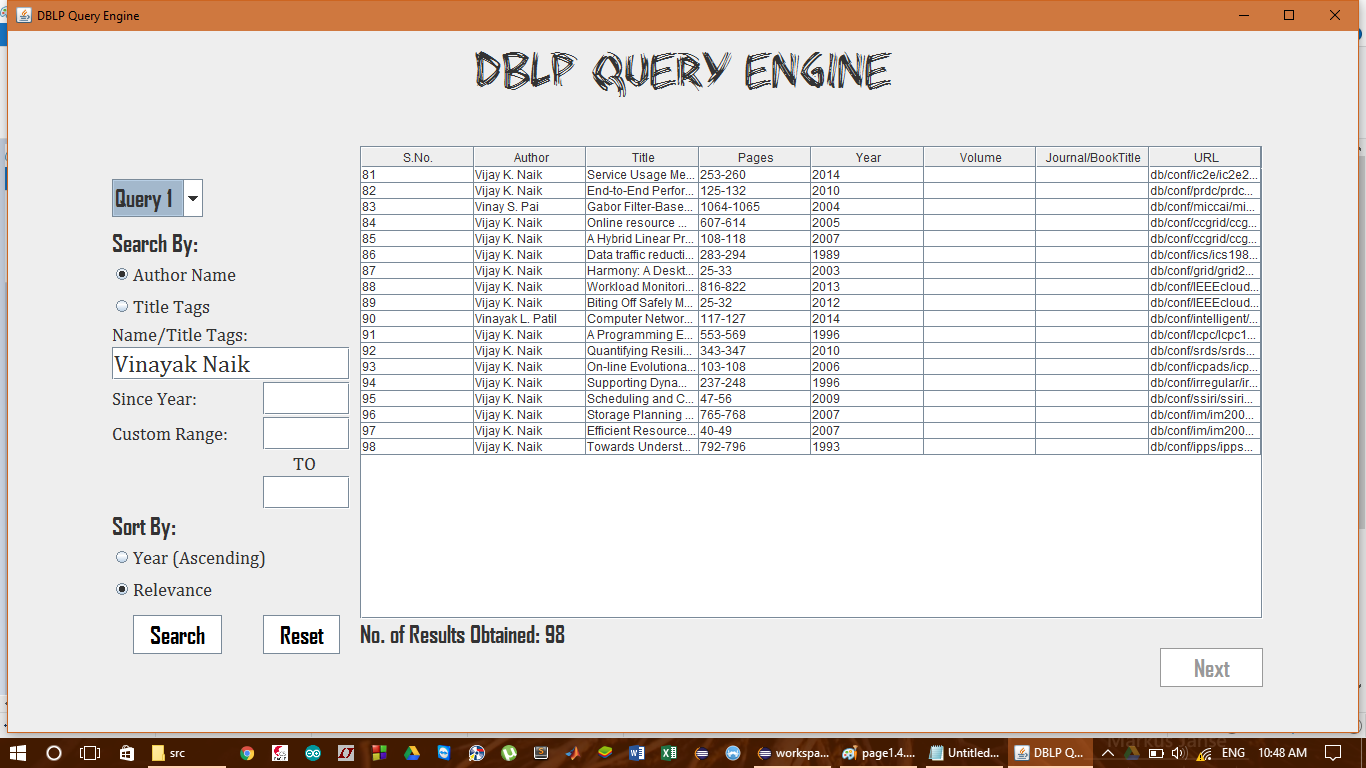 DBLP Query Engine
DBLP QUERY ENGINE
Query 1
Search By:
Author Name
Title Tags
Name/Title Tags:
Vinayak Naik
Since Year:
Custom Range:
TO
Sort By:
Year (Ascending)
Relevance
Search Reset
S.No. Author Title Pages Year Volume Journal/BookTitle URL
81 Vijay K. Naik Service Usage Me... 253-260 2014 db/conf/ic2e/ic2e2...
82 Vijay K. Naik End-to-End Perfor... 125-132 2010 db/conf/prdc/prdc...
83 Vinay S. Pai Gabor Filter-Base... 1064-1065 2004 db/conf/miccai/mi...
84 Vijay K. Naik Online resource ... 607-614 2005 db/conf/ccgrid/ccg...
85 Vijay K. Naik A Hybrid Linear Pr... 108-118 2007 db/conf/ccgrid/ccg...
86 Vijay K. Naik Data traffic reducti... 283-294 1989 db/conf/ics/ics198...
87 Vijay K. Naik Harmony: A Deskt... 25-33 2003 db/conf/grid/grid2...
88 Vijay K. Naik Workload Monitori... 816-822 2013 db/conf/IEEEcloud...
89 Vijay K. Naik Biting Off Safely M... 25-32 2012 db/conf/IEEEcloud...
90 Vinayak L. Patil Computer Networ... 117-127 2014 db/conf/intelligent/...
91 Vijay K. Naik A Programming E... 553-569 1996 db/conf/lcpc/lcpc1...
92 Vijay K. Naik Quantifying Resili... 343-347 2010 db/conf/srds/srds...
93 Vijay K. Naik On-line Evolutiona... 103-108 2006 db/conf/icpads/icp...
94 Vijay K. Naik Supporting Dyna... 237-248 1996 db/conf/irregular/ir...
95 Vijay K. Naik Scheduling and C... 47-56 2009 db/conf/ssiri/ssiri...
96 Vijay K. Naik Storage Planning ... 765-768 2007 db/conf/im/im200...
97 Vijay K. Naik Efficient Resource... 40-49 2007 db/conf/im/im200...
98 Vijay K. Naik Towards Underst... 792-796 1993 db/conf/ipps/ipps...
No. of Results Obtained: 98
Next
src workspa... page1.4.... Untitled... DBLP Q... ENG 10:48 AM